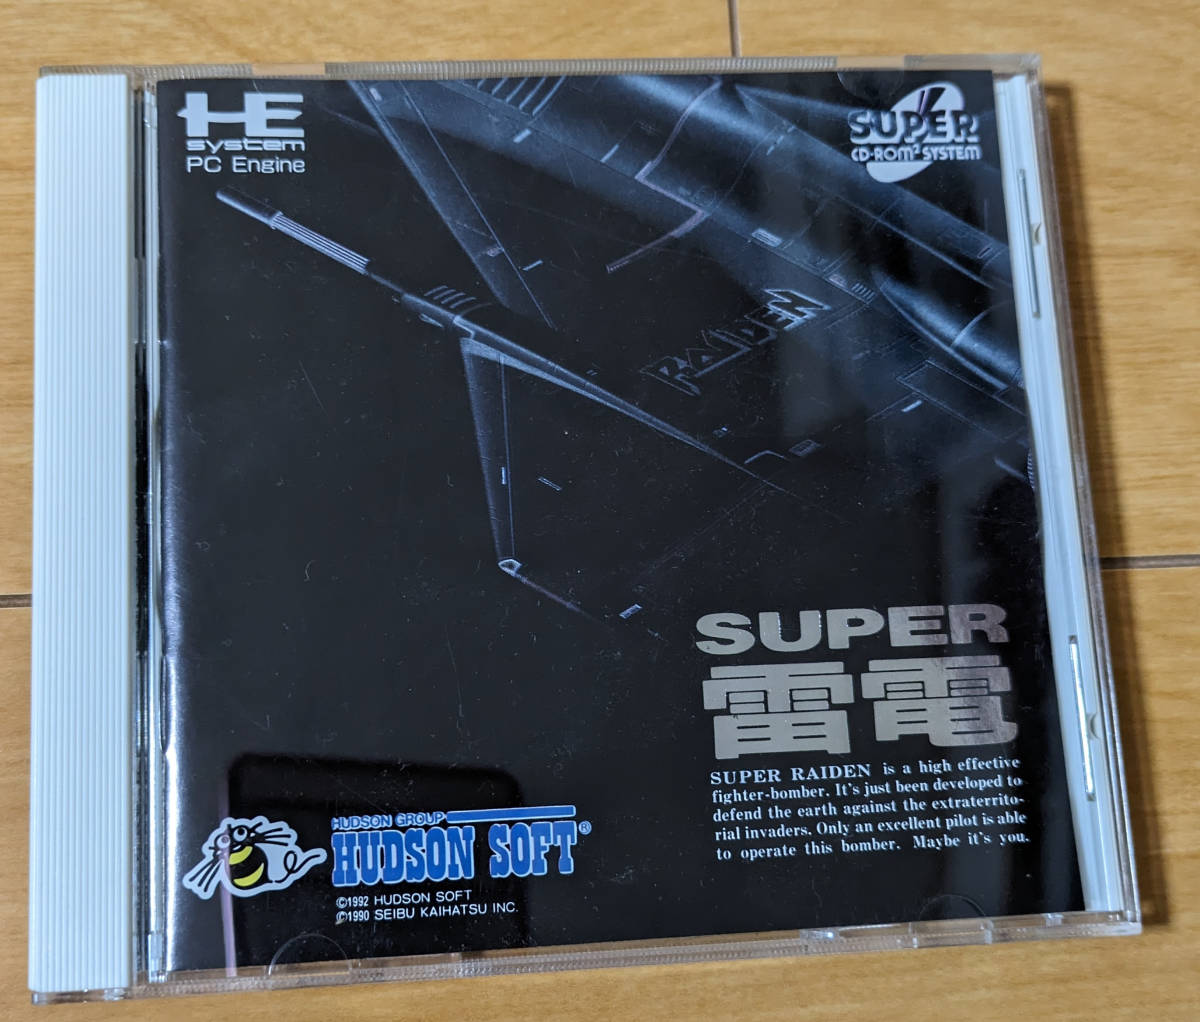 HE
system
PC Engine
SUPER
CD-ROM² SYSTEM
RAIDEN
SUPER
雷電
SUPER RAIDEN is a high effective
fighter-bomber. It's just been developed to
defend the earth against the extraterrito-
rial invaders. Only an excellent pilot is able
to operate this bomber. Maybe it's you.
HUDSON GROUP
HUDSON SOFT®
©1992 HUDSON SOFT
©1990 SEIBU KAIHATSU INC.